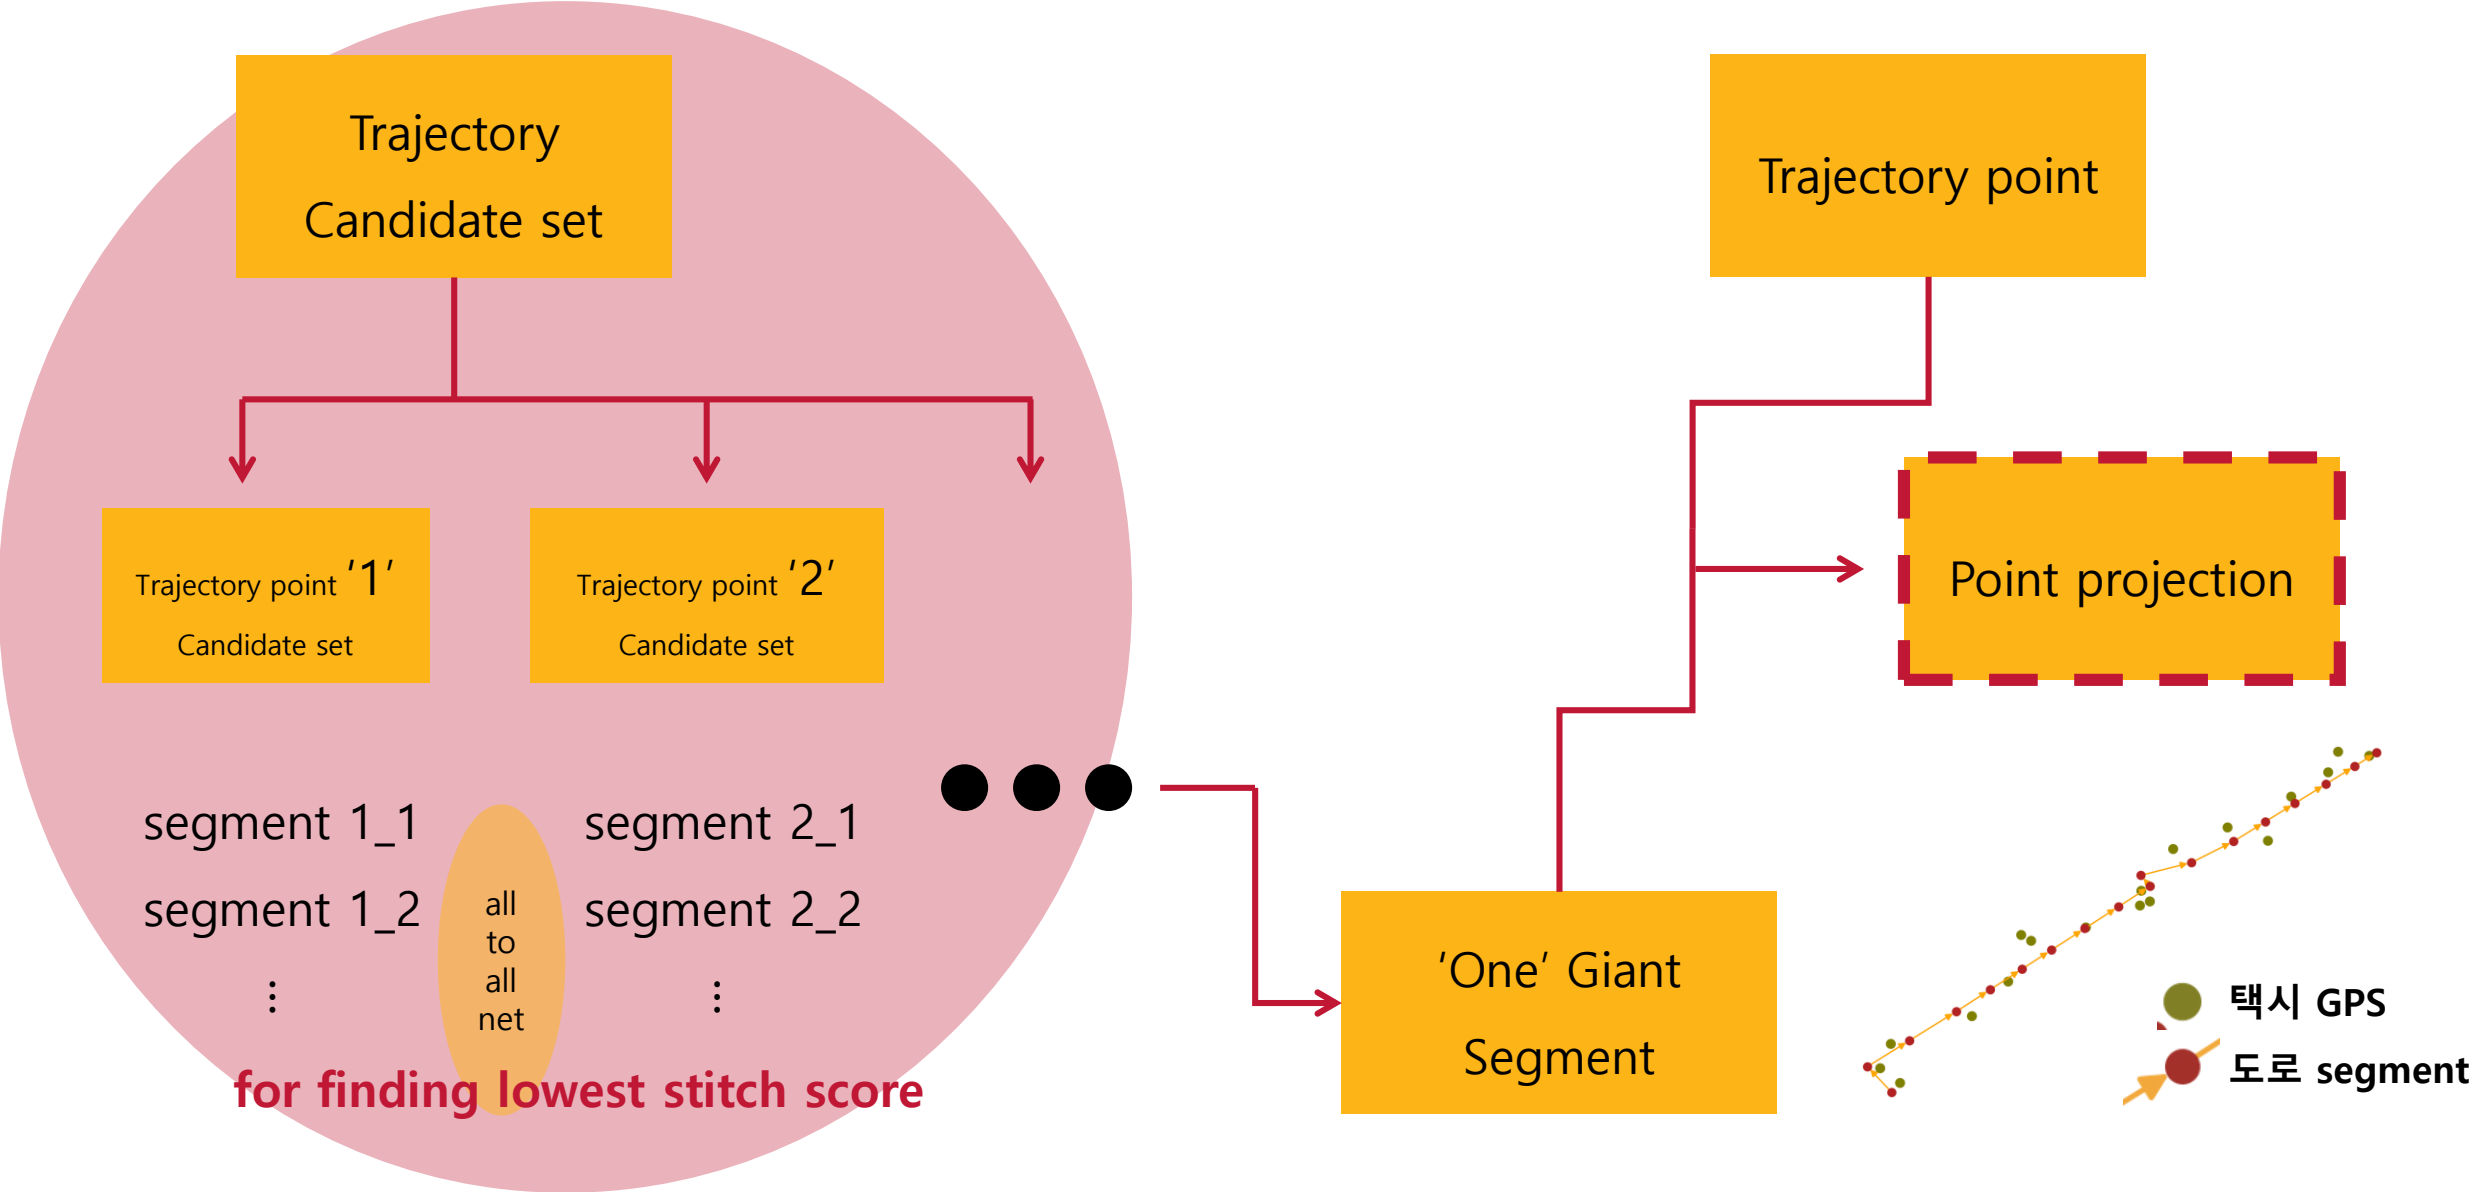 Trajectory
Candidate set
Trajectory point
Trajectory point ‘1’
Candidate set
Trajectory point ‘2’
Candidate set
Point projection
segment 1_1
segment 2_1
segment 1_2
segment 2_2
⋮
⋮
all
to
all
net
for finding lowest stitch score
‘One’ Giant
Segment
택시 GPS
도로 segment